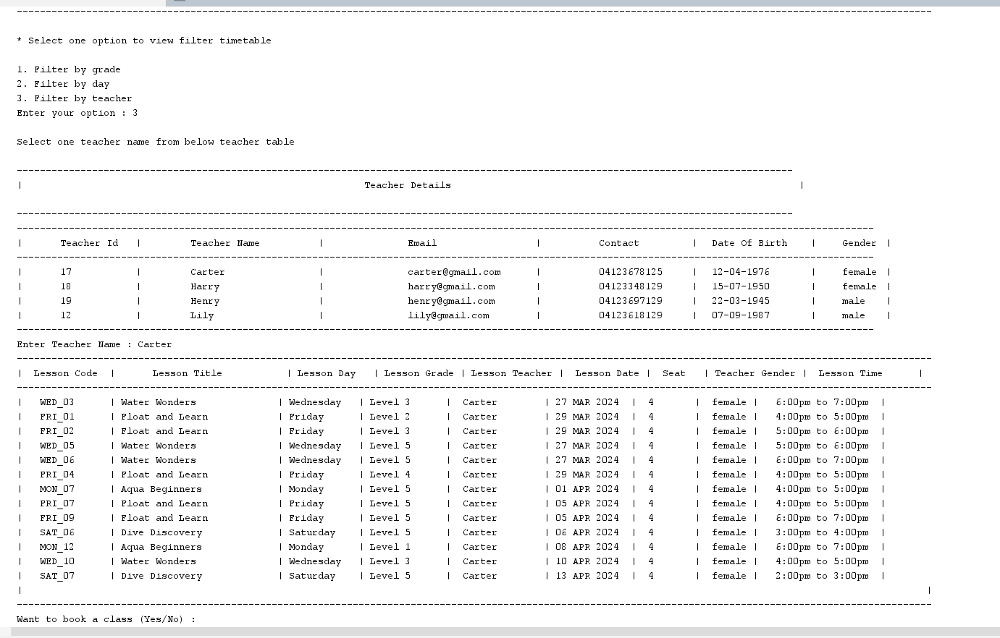 * Select one option to view filter timetable
1. Filter by grade
2. Filter by day
3. Filter by teacher
Enter your option : 3
Select one teacher name from below teacher table
| Teacher Details |
| Teacher Id | Teacher Name | Email | Contact | Date Of Birth | Gender |
| 17 | Carter | carter@gmail.com | 04123678125 | 12-04-1976 | female |
| 18 | Harry | harry@gmail.com | 04123348129 | 15-07-1950 | female |
| 19 | Henry | henry@gmail.com | 04123697129 | 22-03-1945 | male |
| 12 | Lily | lily@gmail.com | 04123618129 | 07-09-1987 | male |
Enter Teacher Name : Carter
| Lesson Code | Lesson Title | Lesson Day | Lesson Grade | Lesson Teacher | Lesson Date | Seat | Teacher Gender | Lesson Time |
| WED_03 | Water Wonders | Wednesday | Level 3 | Carter | 27 MAR 2024 | 4 | female | 6:00pm to 7:00pm |
| FRI_01 | Float and Learn | Friday | Level 2 | Carter | 29 MAR 2024 | 4 | female | 4:00pm to 5:00pm |
| FRI_02 | Float and Learn | Friday | Level 3 | Carter | 29 MAR 2024 | 4 | female | 5:00pm to 6:00pm |
| WED_05 | Water Wonders | Wednesday | Level 5 | Carter | 27 MAR 2024 | 4 | female | 5:00pm to 6:00pm |
| WED_06 | Water Wonders | Wednesday | Level 5 | Carter | 27 MAR 2024 | 4 | female | 6:00pm to 7:00pm |
| FRI_04 | Float and Learn | Friday | Level 4 | Carter | 29 MAR 2024 | 4 | female | 4:00pm to 5:00pm |
| MON_07 | Aqua Beginners | Monday | Level 5 | Carter | 01 APR 2024 | 4 | female | 4:00pm to 5:00pm |
| FRI_07 | Float and Learn | Friday | Level 5 | Carter | 05 APR 2024 | 4 | female | 4:00pm to 5:00pm |
| FRI_09 | Float and Learn | Friday | Level 5 | Carter | 05 APR 2024 | 4 | female | 6:00pm to 7:00pm |
| SAT_06 | Dive Discovery | Saturday | Level 5 | Carter | 06 APR 2024 | 4 | female | 3:00pm to 4:00pm |
| MON_12 | Aqua Beginners | Monday | Level 1 | Carter | 08 APR 2024 | 4 | female | 6:00pm to 7:00pm |
| WED_10 | Water Wonders | Wednesday | Level 3 | Carter | 10 APR 2024 | 4 | female | 4:00pm to 5:00pm |
| SAT_07 | Dive Discovery | Saturday | Level 5 | Carter | 13 APR 2024 | 4 | female | 2:00pm to 3:00pm |
Want to book a class (Yes/No) :